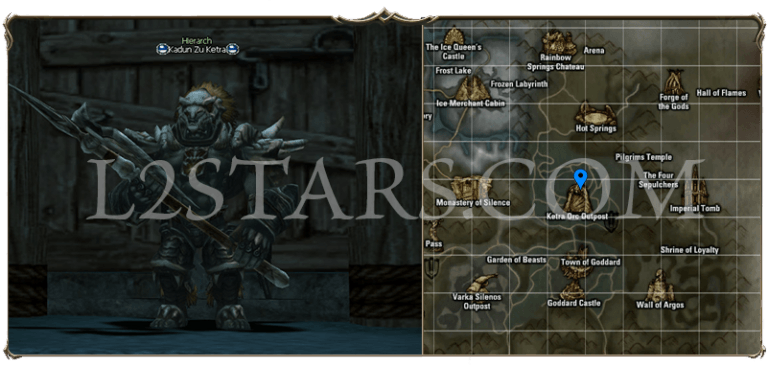 Hierarch
Kadun Zu Ketra
L2STARS.COM
The Ice Queen's
Castle
Rainbow
Springs Chateau
Arena
Frost Lake
Frozen Labyrinth
Ice Merchant Cabin
Forge of
the Gods
Hall of Flames
ery
Hot Springs
Pilgrims Temple
The Four
Sepulchers
Monastery of Silence
Ketra Orc Outpost
Imperial Tomb
Pass
Shrine of Loyalty
Garden of Beasts
Town of Goddard
Varka Silenos
Outpost
Goddard Castle
Wall of Argos